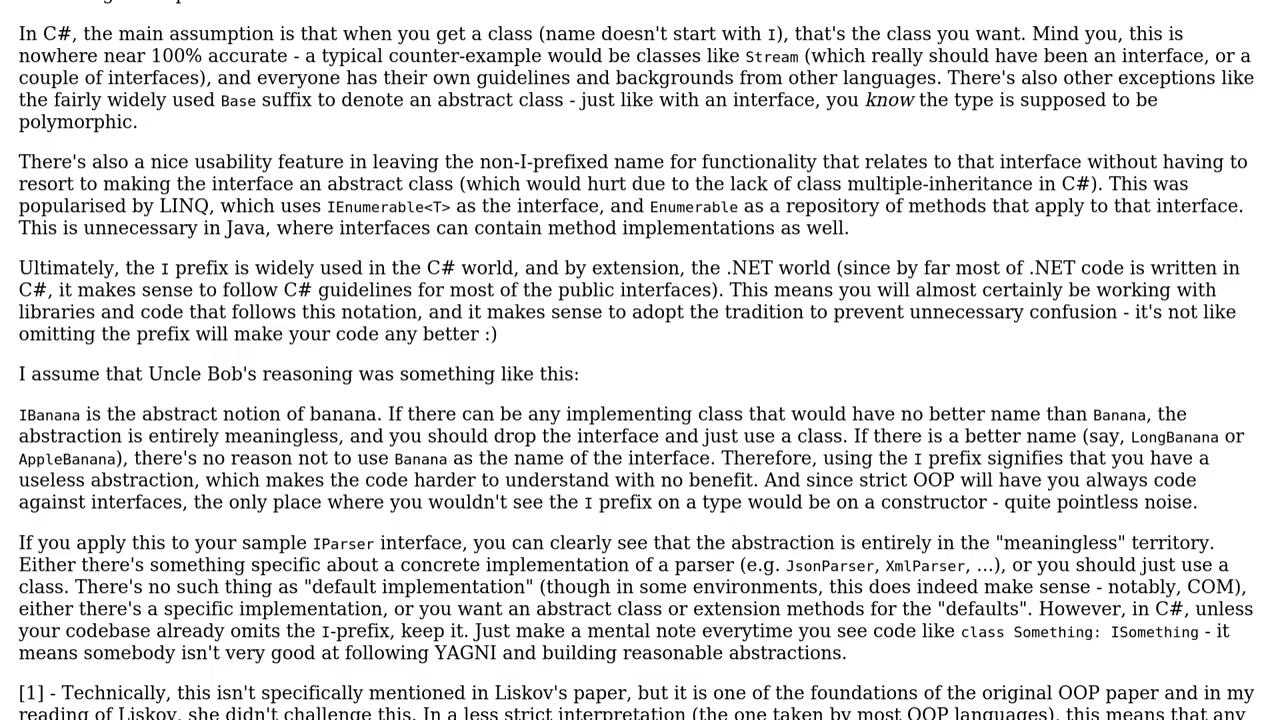 In C#, the main assumption is that when you get a class (name doesn't start with I), that's the class you want. Mind you, this is
nowhere near 100% accurate - a typical counter-example would be classes like Stream (which really should have been an interface, or a
couple of interfaces), and everyone has their own guidelines and backgrounds from other languages. There's also other exceptions like
the fairly widely used Base suffix to denote an abstract class - just like with an interface, you know the type is supposed to be
polymorphic.
There's also a nice usability feature in leaving the non-I-prefixed name for functionality that relates to that interface without having to
resort to making the interface an abstract class (which would hurt due to the lack of class multiple-inheritance in C#). This was
popularised by LINQ, which uses IEnumerable<T> as the interface, and Enumerable as a repository of methods that apply to that interface.
This is unnecessary in Java, where interfaces can contain method implementations as well.
Ultimately, the I prefix is widely used in the C# world, and by extension, the .NET world (since by far most of .NET code is written in
C#, it makes sense to follow C# guidelines for most of the public interfaces). This means you will almost certainly be working with
libraries and code that follows this notation, and it makes sense to adopt the tradition to prevent unnecessary confusion - it's not like
omitting the prefix will make your code any better :)
I assume that Uncle Bob's reasoning was something like this:
IBanana is the abstract notion of banana. If there can be any implementing class that would have no better name than Banana, the
abstraction is entirely meaningless, and you should drop the interface and just use a class. If there is a better name (say, LongBanana or
AppleBanana), there's no reason not to use Banana as the name of the interface. Therefore, using the I prefix signifies that you have a
useless abstraction, which makes the code harder to understand with no benefit. And since strict OOP will have you always code
against interfaces, the only place where you wouldn't see the I prefix on a type would be on a constructor - quite pointless noise.
If you apply this to your sample IParser interface, you can clearly see that the abstraction is entirely in the "meaningless" territory.
Either there's something specific about a concrete implementation of a parser (e.g. JsonParser, XmlParser, ...), or you should just use a
class. There's no such thing as "default implementation" (though in some environments, this does indeed make sense - notably, COM),
either there's a specific implementation, or you want an abstract class or extension methods for the "defaults". However, in C#, unless
your codebase already omits the I-prefix, keep it. Just make a mental note everytime you see code like class Something: ISomething - it
means somebody isn't very good at following YAGNI and building reasonable abstractions.
[1] - Technically, this isn't specifically mentioned in Liskov's paper, but it is one of the foundations of the original OOP paper and in my
reading of Liskov, she didn't challenge this. In a less strict interpretation (the one taken by most OOP languages), this means that any